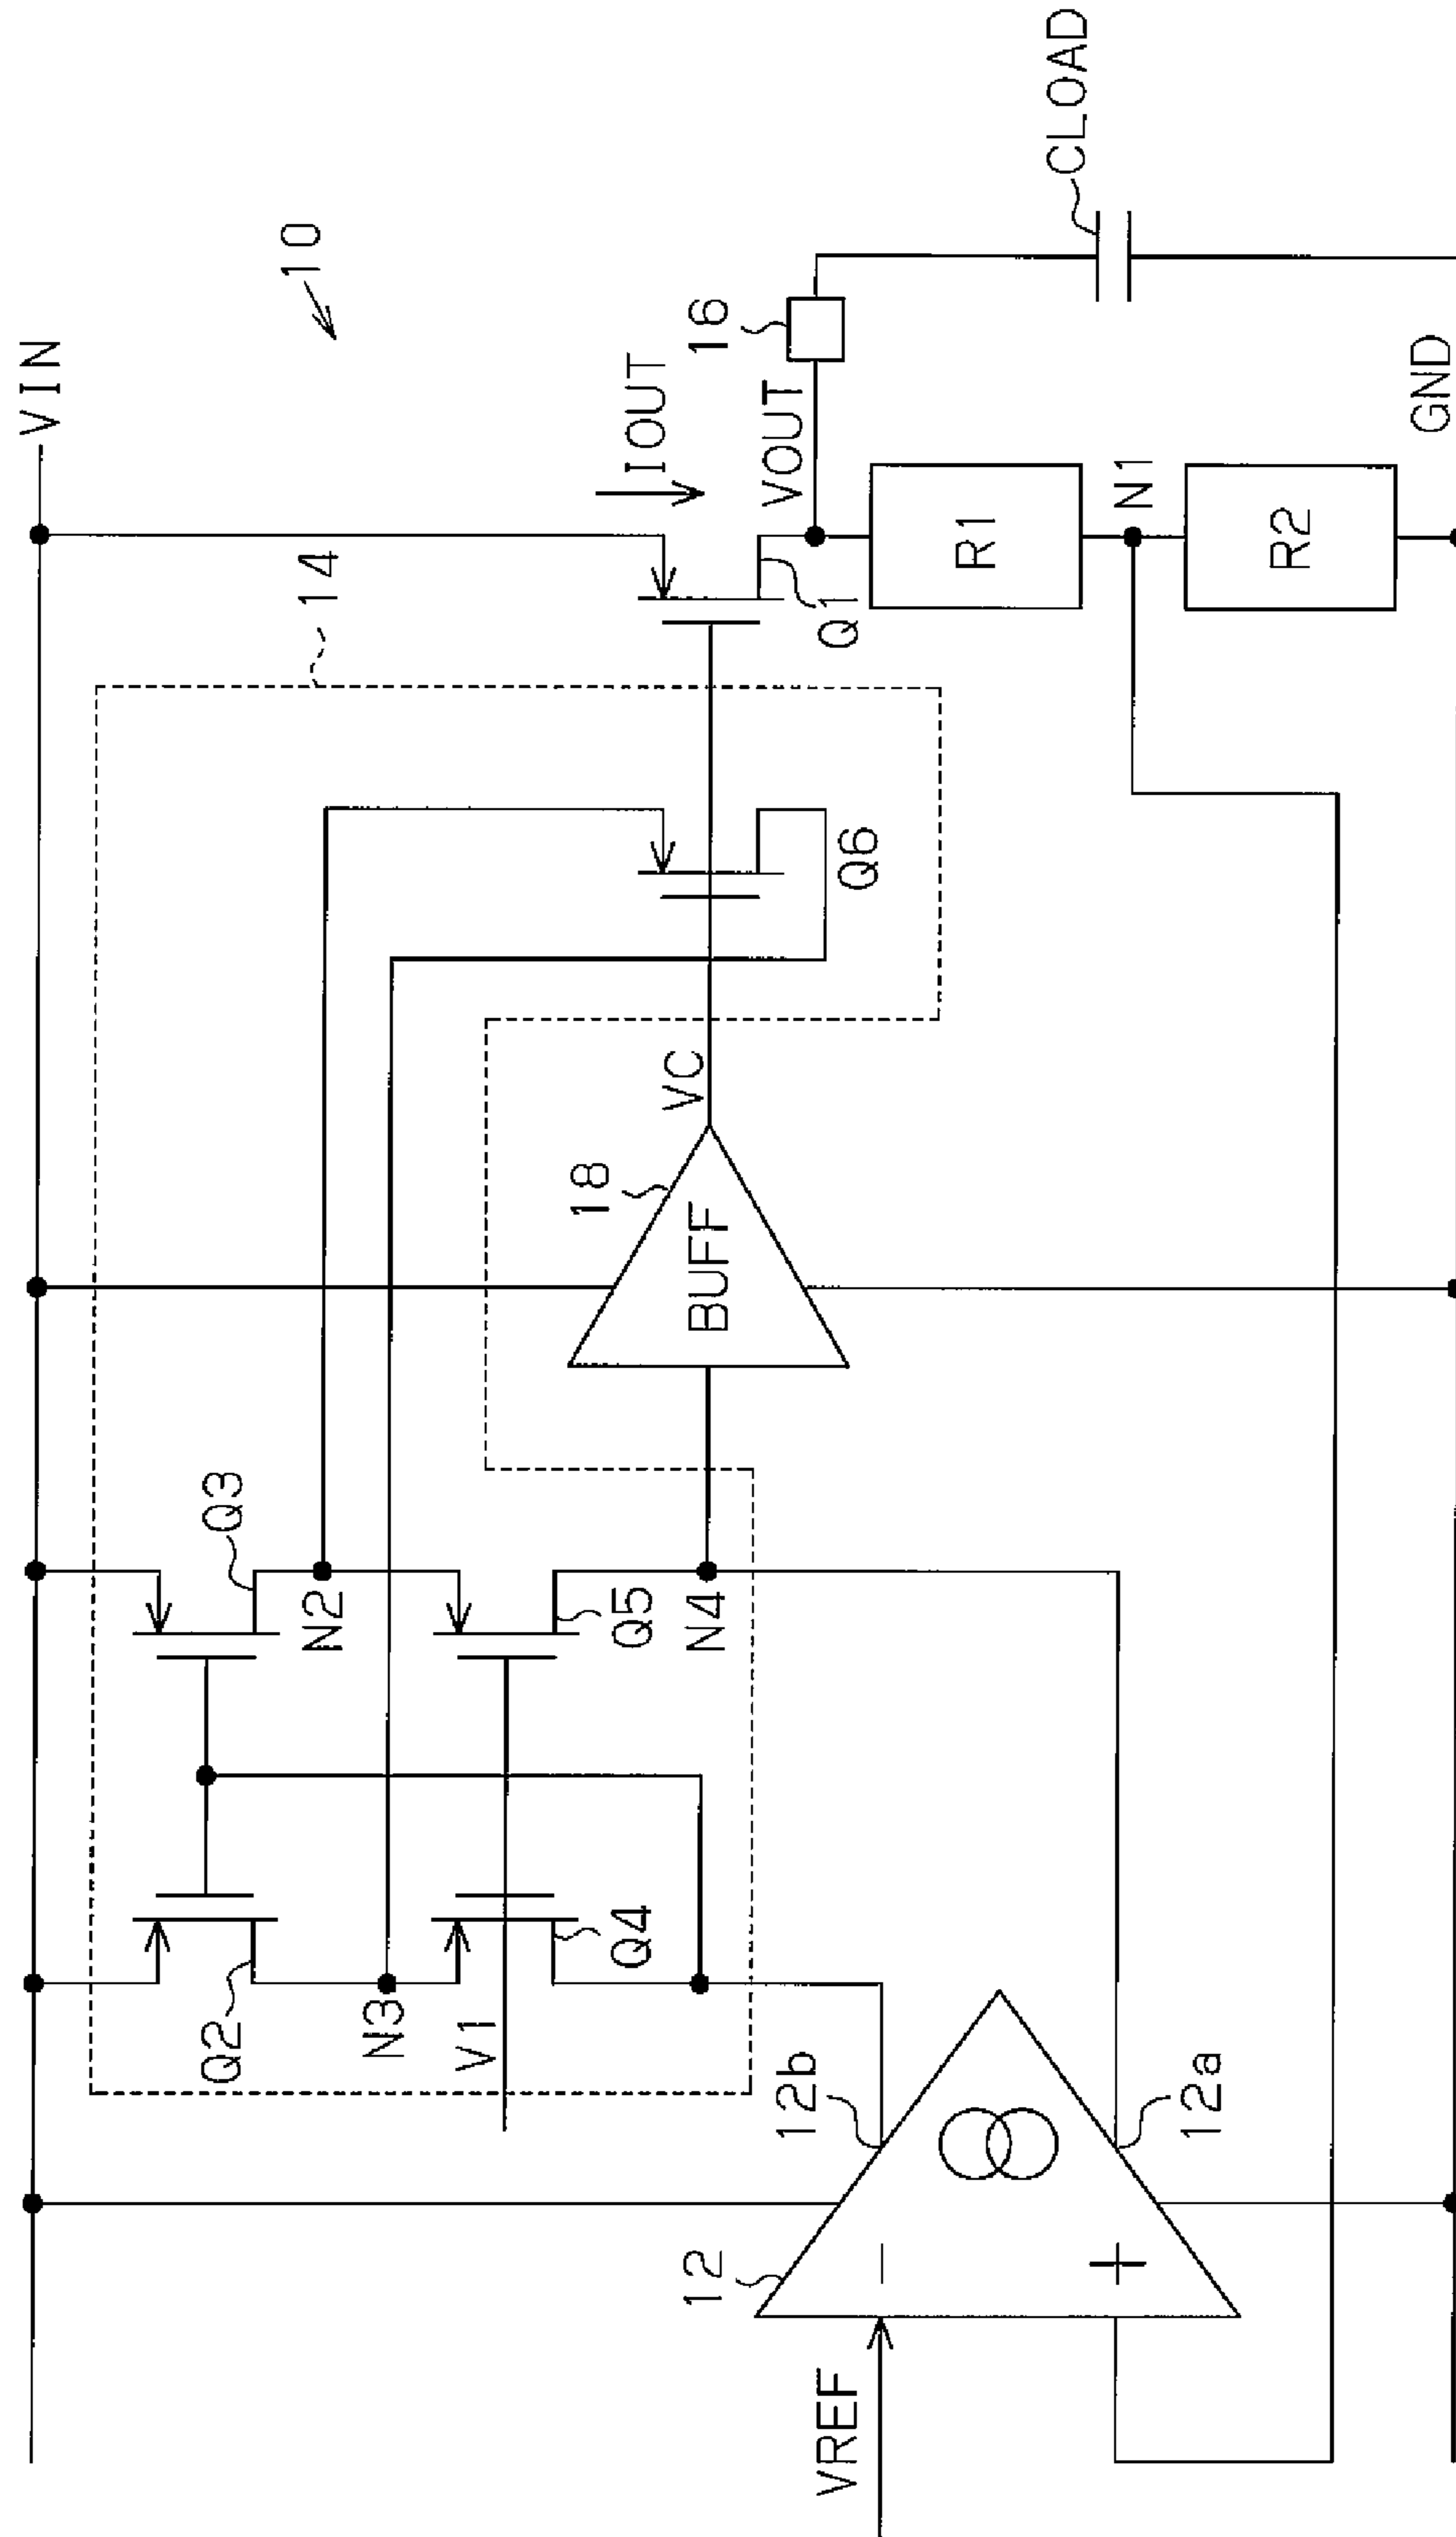 10
VIN
14
IOUT
16
CLOAD
VOUT
Q1
R1
N1
R2
GND
Q6
VC
18
BUFF
Q3
N2
Q5
N4
Q2
N3
Q4
V1
12b
12a
12
−
+
VREF